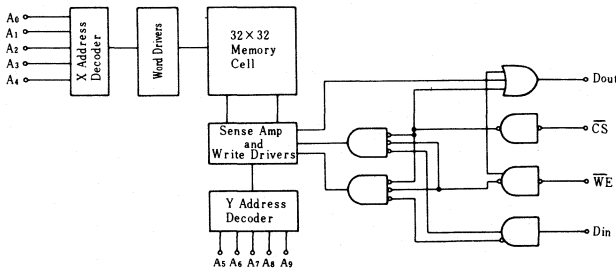 A0
A1
A2
A3
A4
X Address
Decoder
Word Drivers
32×32
Memory
Cell
Sense Amp
and
Write Drivers
Y Address
Decoder
A5 A6 A7 A8 A9
Dout
CS
WE
Din